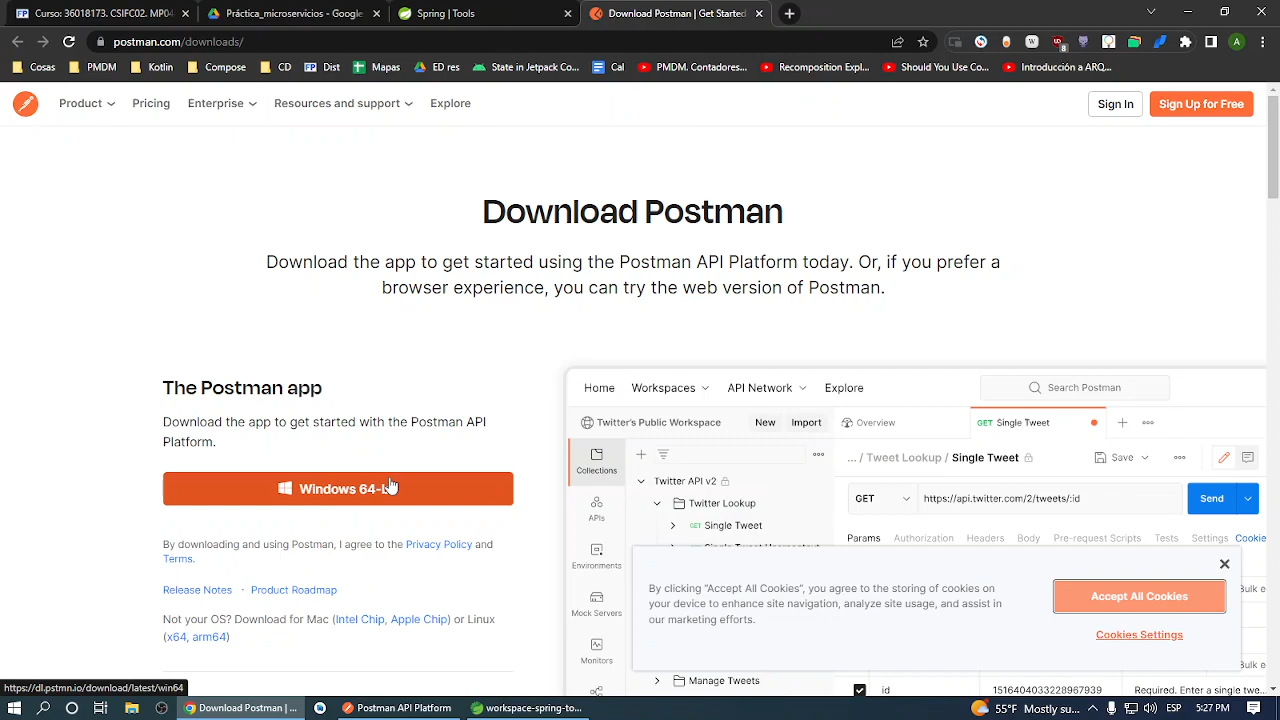 Curso: 36018173. CSIFC02. MP04
Práctica_microservicios - Google
Spring | Tools
Download Postman | Get Started
postman.com/downloads/
Cosas
PMDM
Kotlin
Compose
CD
Dist
Mapas
ED res
State in Jetpack Co...
Cal
PMDM. Contadores...
Recomposition Expl...
Should You Use Co...
Introducción a ARQ...
Product
Pricing
Enterprise
Resources and support
Explore
Sign In
Sign Up for Free
Download Postman
Download the app to get started using the Postman API Platform today. Or, if you prefer a
browser experience, you can try the web version of Postman.
The Postman app
Download the app to get started with the Postman API
Platform.
Windows 64-
By downloading and using Postman, I agree to the Privacy Policy and
Terms.
Release Notes · Product Roadmap
Not your OS? Download for Mac (Intel Chip, Apple Chip) or Linux
(x64, arm64)
Home
Workspaces
API Network
Explore
Search Postman
Twitter's Public Workspace
New
Import
Overview
GET Single Tweet
Collections
APIs
Environments
Mock Servers
Monitors
Twitter API v2
Twitter Lookup
GET Single Tweet
Manage Tweets
... / Tweet Lookup / Single Tweet
Save
GET
https://api.twitter.com/2/tweets/:id
Send
Params
Authorization
Headers
Body
Pre-request Scripts
Tests
Settings
Cookie
By clicking “Accept All Cookies”, you agree to the storing of cookies on
your device to enhance site navigation, analyze site usage, and assist in
our marketing efforts.
Accept All Cookies
Cookies Settings
id
1516404033228967939
Required. Enter a single twe...
https://dl.pstmn.io/download/latest/win64
Download Postman | ...
Postman API Platform
workspace-spring-to...
55°F Mostly sun...
ESP
5:27 PM